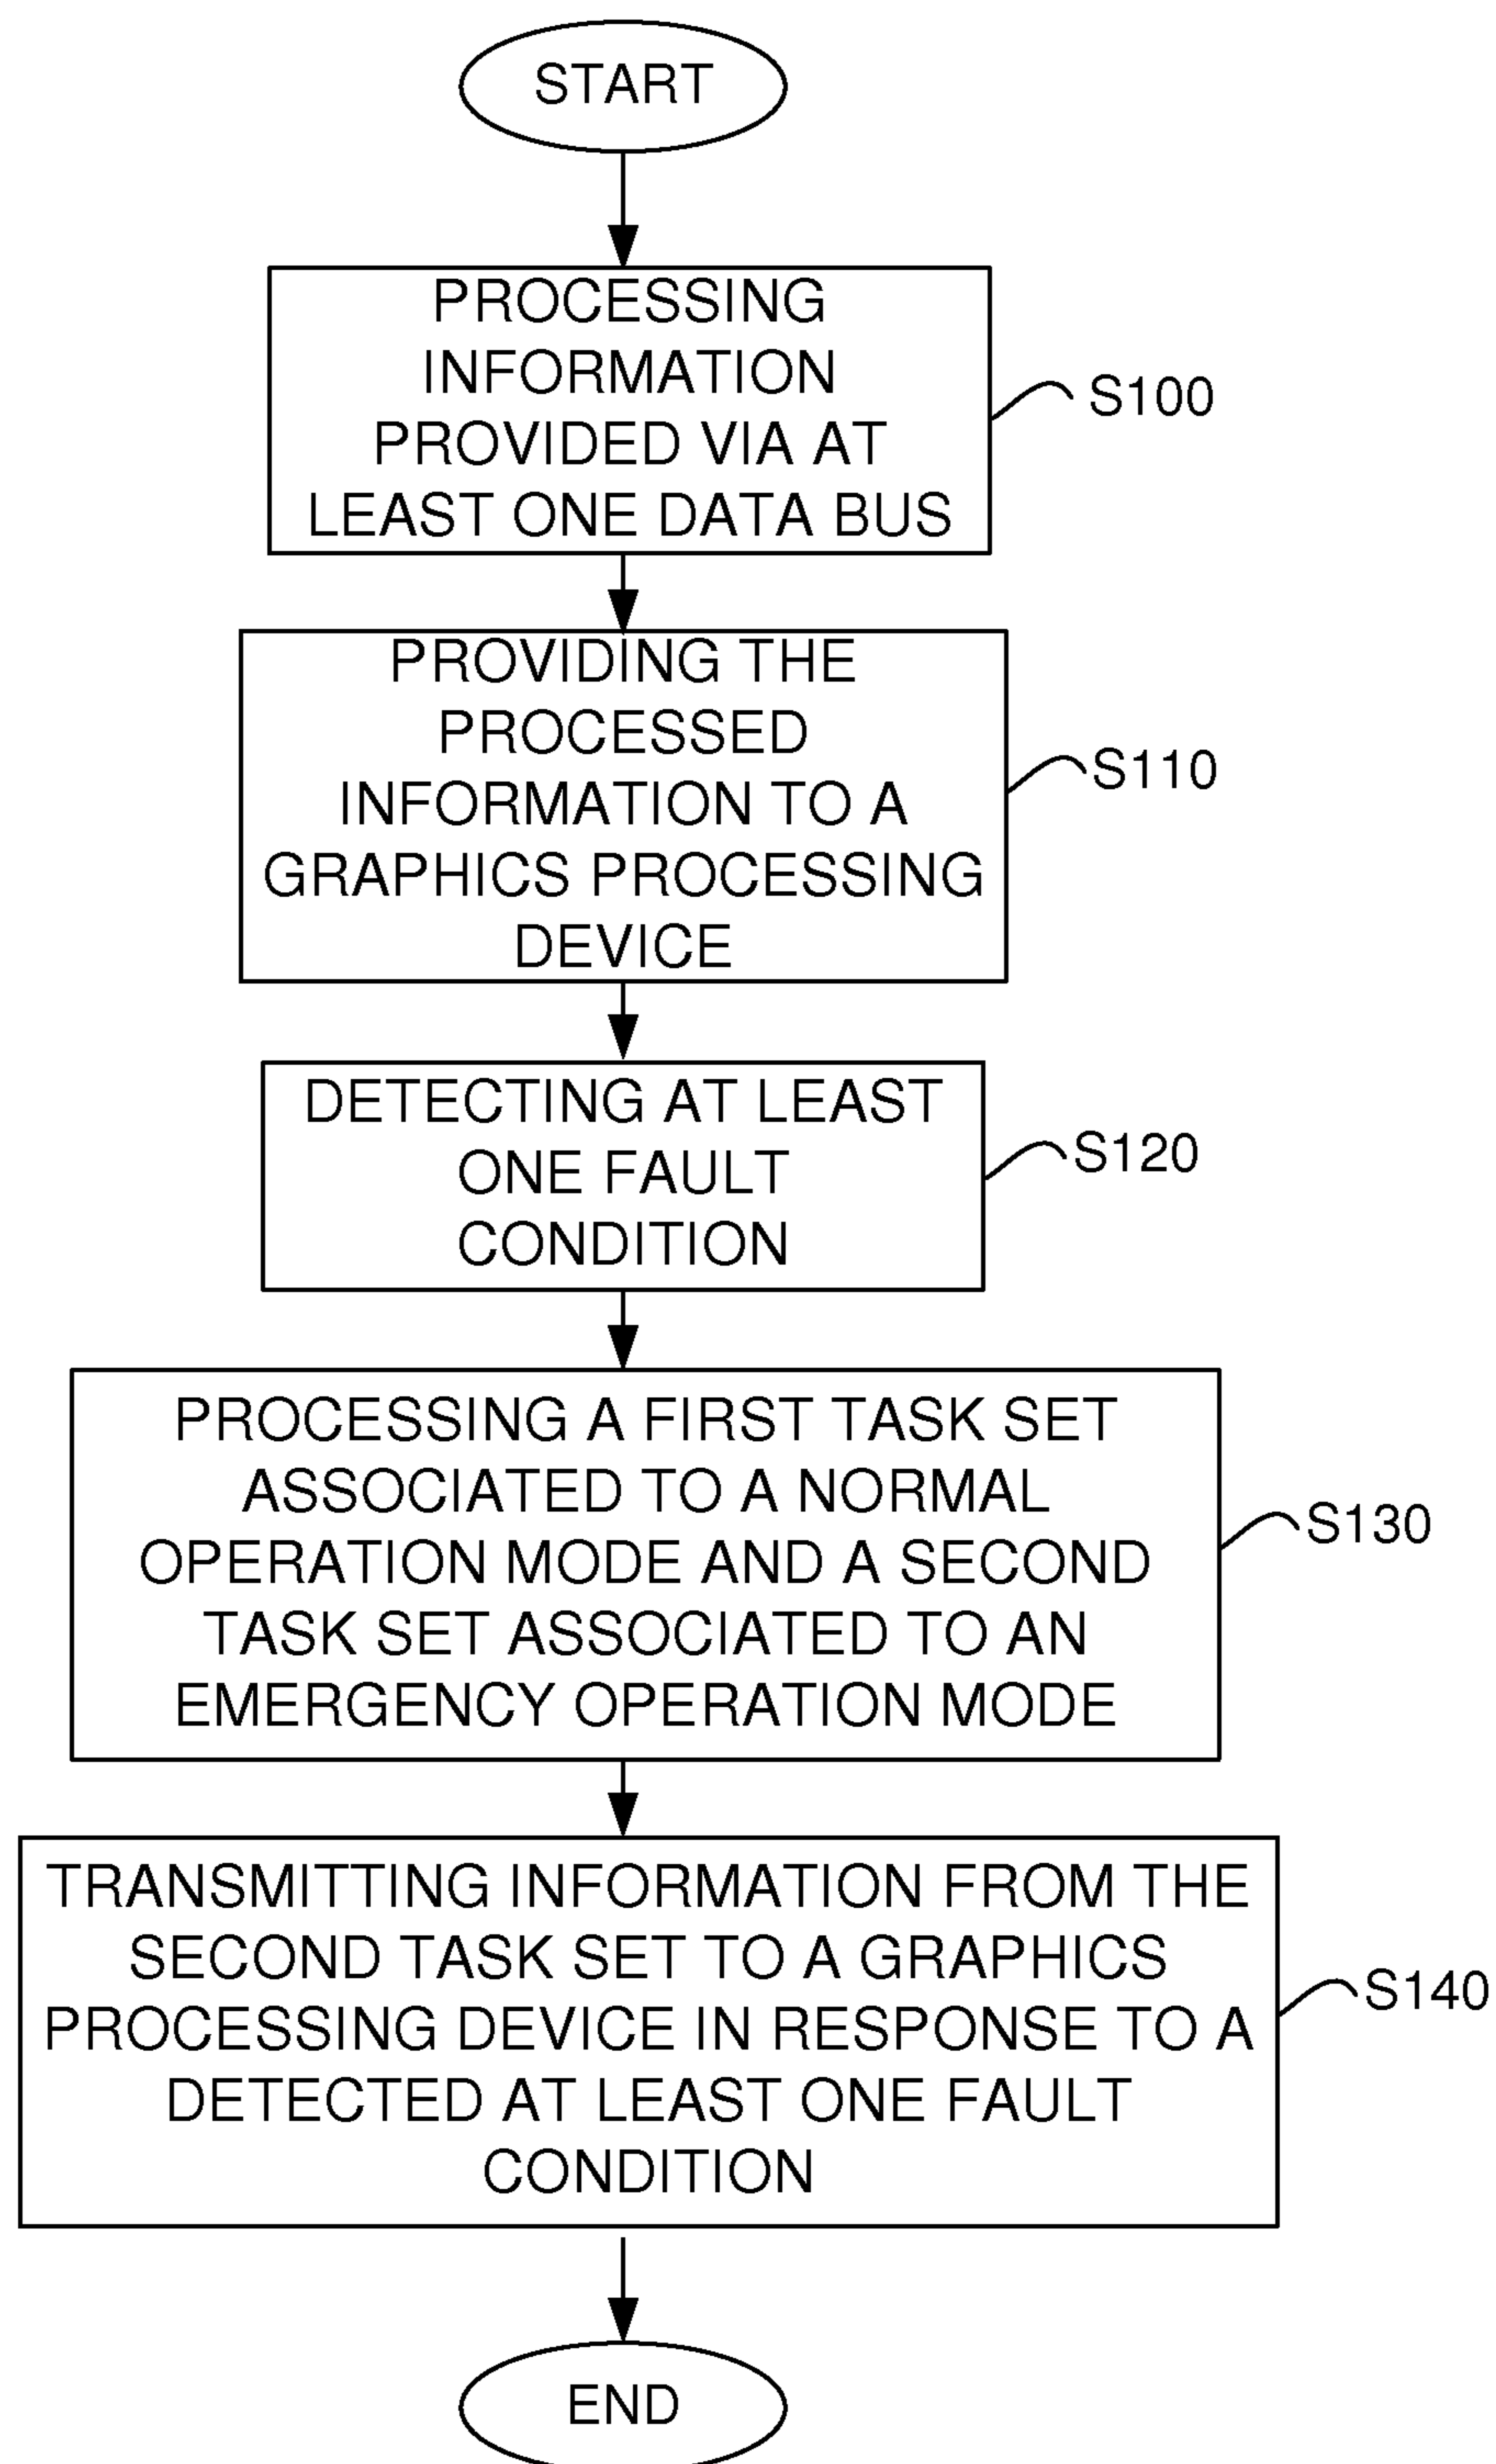 START
PROCESSING
INFORMATION
PROVIDED VIA AT
LEAST ONE DATA BUS
S100
PROVIDING THE
PROCESSED
INFORMATION TO A
GRAPHICS PROCESSING
DEVICE
S110
DETECTING AT LEAST
ONE FAULT
CONDITION
S120
PROCESSING A FIRST TASK SET
ASSOCIATED TO A NORMAL
OPERATION MODE AND A SECOND
TASK SET ASSOCIATED TO AN
EMERGENCY OPERATION MODE
S130
TRANSMITTING INFORMATION FROM THE
SECOND TASK SET TO A GRAPHICS
PROCESSING DEVICE IN RESPONSE TO A
DETECTED AT LEAST ONE FAULT
CONDITION
S140
END